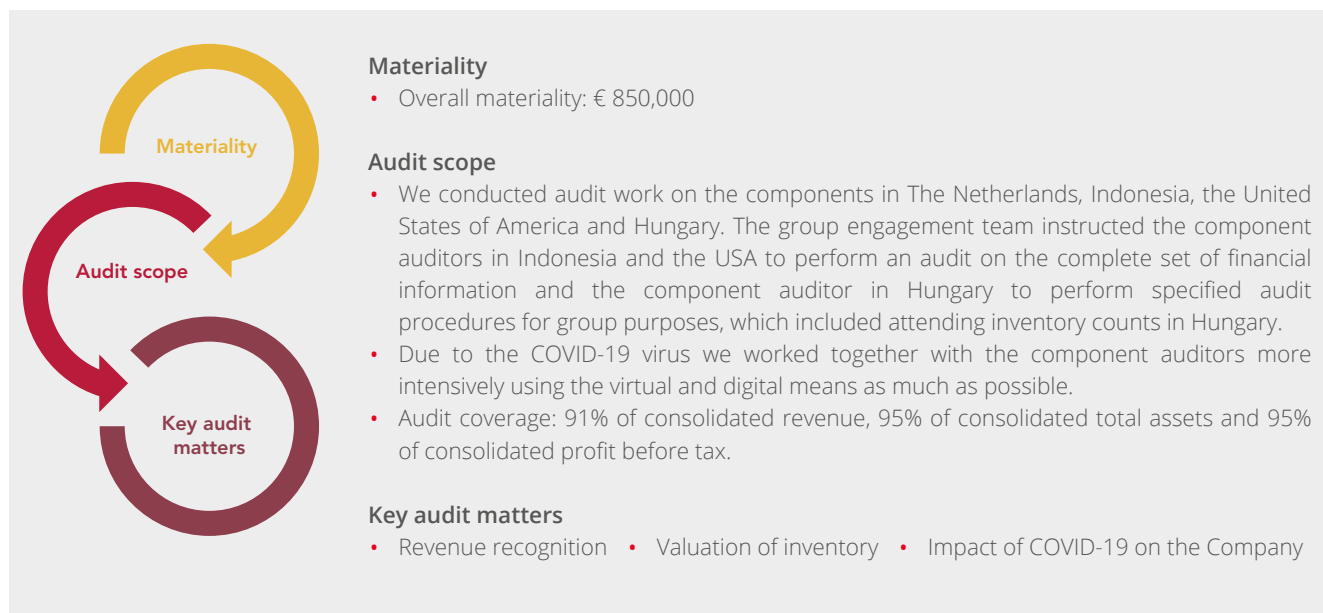 Materiality
Audit scope
Key audit
matters
Materiality
• Overall materiality: € 850,000
Audit scope
• We conducted audit work on the components in The Netherlands, Indonesia, the United
States of America and Hungary. The group engagement team instructed the component
auditors in Indonesia and the USA to perform an audit on the complete set of financial
information and the component auditor in Hungary to perform specified audit
procedures for group purposes, which included attending inventory counts in Hungary.
• Due to the COVID-19 virus we worked together with the component auditors more
intensively using the virtual and digital means as much as possible.
• Audit coverage: 91% of consolidated revenue, 95% of consolidated total assets and 95%
of consolidated profit before tax.
Key audit matters
• Revenue recognition • Valuation of inventory • Impact of COVID-19 on the Company